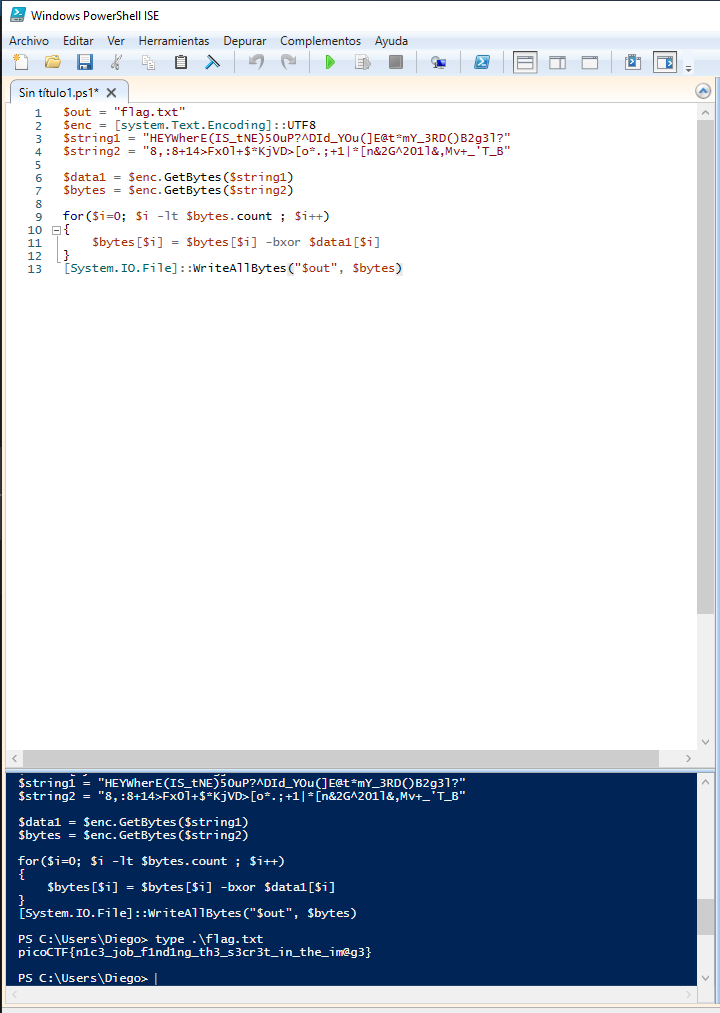 Windows PowerShell ISE
Archivo Editar Ver Herramientas Depurar Complementos Ayuda
Sin título1.ps1* X
1 $out = "flag.txt"
2 $enc = [system.Text.Encoding]::UTF8
3 $string1 = "HEYWherE(IS_tNE)5OuP?^DId_YOu(]E@t*mY_3RD()B2g3l?"
4 $string2 = "8,:8+14>Fx0l+$*KjVD>[o*.;+1|*[n&2G^201l&,Mv+_'T_B"
5
6 $data1 = $enc.GetBytes($string1)
7 $bytes = $enc.GetBytes($string2)
8
9 for($i=0; $i -lt $bytes.count ; $i++)
10 {
11 $bytes[$i] = $bytes[$i] -bxor $data1[$i]
12 }
13 [System.IO.File]::WriteAllBytes("$out", $bytes)
$string1 = "HEYWherE(IS_tNE)5OuP?^DId_YOu(]E@t*mY_3RD()B2g3l?"
$string2 = "8,:8+14>Fx0l+$*KjVD>[o*.;+1|*[n&2G^201l&,Mv+_'T_B"
$data1 = $enc.GetBytes($string1)
$bytes = $enc.GetBytes($string2)
for($i=0; $i -lt $bytes.count ; $i++)
{
$bytes[$i] = $bytes[$i] -bxor $data1[$i]
}
[System.IO.File]::WriteAllBytes("$out", $bytes)
PS C:\Users\Diego> type .\flag.txt
picoCTF{n1c3_job_f1nd1ng_th3_s3cr3t_in_the_im@g3}
PS C:\Users\Diego>